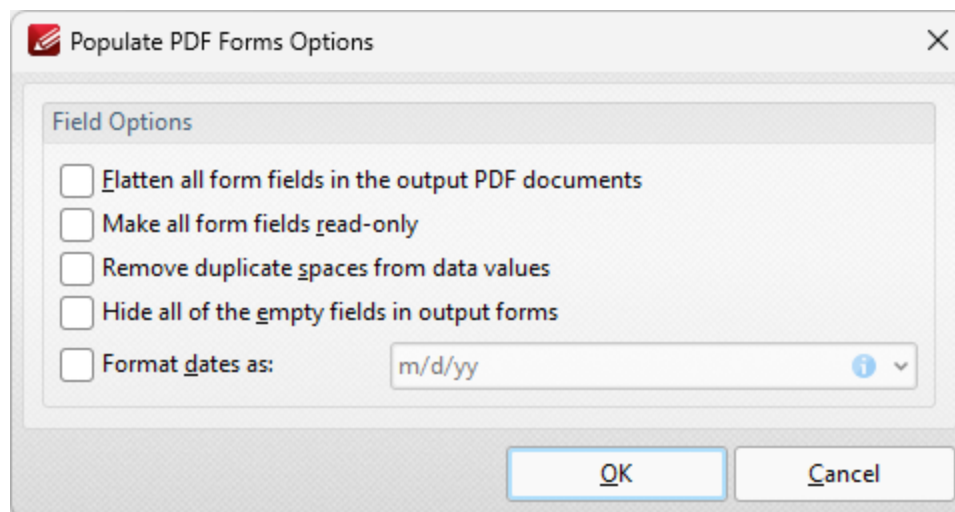 Populate PDF Forms Options
Field Options
Flatten all form fields in the output PDF documents
Make all form fields read-only
Remove duplicate spaces from data values
Hide all of the empty fields in output forms
Format dates as: m/d/yy
OK Cancel